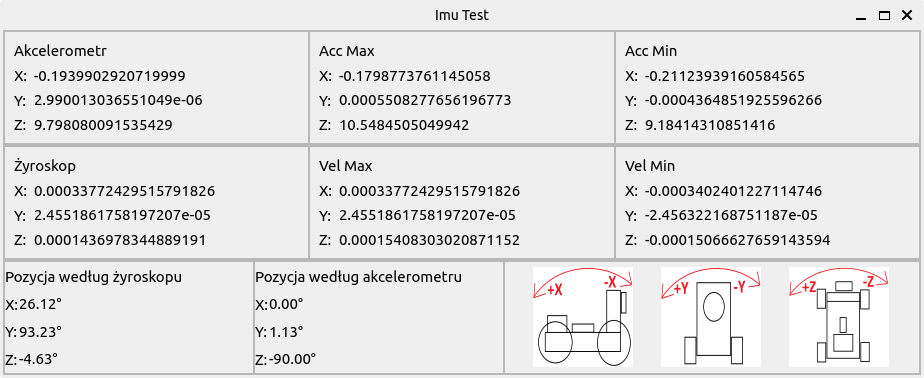 Imu Test
Akcelerometr
X: -0.1939902920719999
Y: 2.990013036551049e-06
Z: 9.798080091535429
Acc Max
X: -0.1798773761145058
Y: 0.0005508277656196773
Z: 10.5484505049942
Acc Min
X: -0.21123939160584565
Y: -0.0004364851925596266
Z: 9.18414310851416
Żyroskop
X: 0.00033772429515791826
Y: 2.4551861758197207e-05
Z: 0.0001436978344889191
Vel Max
X: 0.00033772429515791826
Y: 2.4551861758197207e-05
Z: 0.00015408303020871152
Vel Min
X: -0.0003402401227114746
Y: -2.456322168751187e-05
Z: -0.00015066627659143594
Pozycja według żyroskopu
X:26.12°
Y:93.23°
Z:-4.63°
Pozycja według akcelerometru
X:0.00°
Y:1.13°
Z:-90.00°
+X -X
+Y -Y
+Z -Z